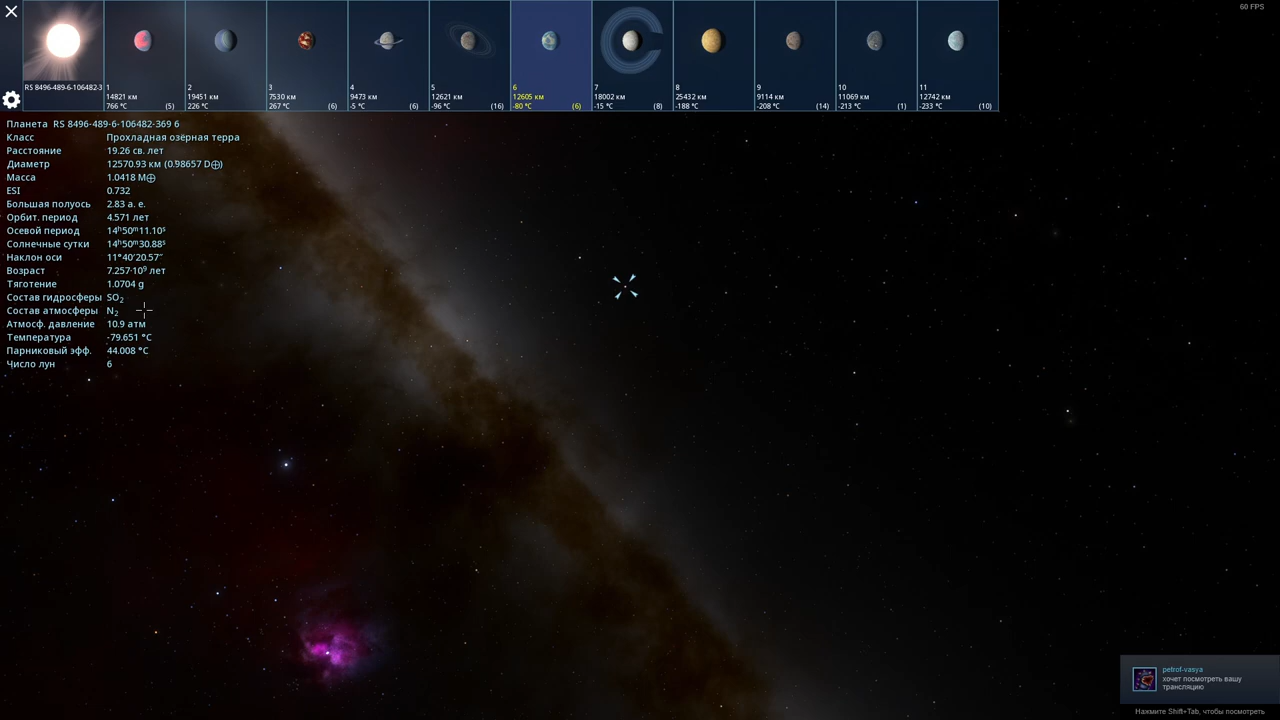 60 FPS
RS 8496-489-6-106482-3
1
14821 км
766 °C (5)
2
19451 км
226 °C
3
7530 км
267 °C (6)
4
9473 км
-5 °C (6)
5
12621 км
-96 °C (16)
6
12605 км
-80 °C (6)
7
18002 км
-15 °C (8)
8
25432 км
-188 °C
9
9114 км
-208 °C (14)
10
11069 км
-213 °C (1)
11
12742 км
-233 °C (10)
Планета RS 8496-489-6-106482-369 6
Класс Прохладная озёрная терра
Расстояние 19.26 св. лет
Диаметр 12570.93 км (0.98657 D⊕)
Масса 1.0418 M⊕
ESI 0.732
Большая полуось 2.83 а. е.
Орбит. период 4.571 лет
Осевой период 14ʰ50ᵐ11.10ˢ
Солнечные сутки 14ʰ50ᵐ30.88ˢ
Наклон оси 11°40′20.57″
Возраст 7.257·10⁹ лет
Тяготение 1.0704 g
Состав гидросферы SO₂
Состав атмосферы N₂
Атмосф. давление 10.9 атм
Температура -79.651 °C
Парниковый эфф. 44.008 °C
Число лун 6
petrof-vasya
хочет посмотреть вашу
трансляцию
Нажмите Shift+Tab, чтобы посмотреть